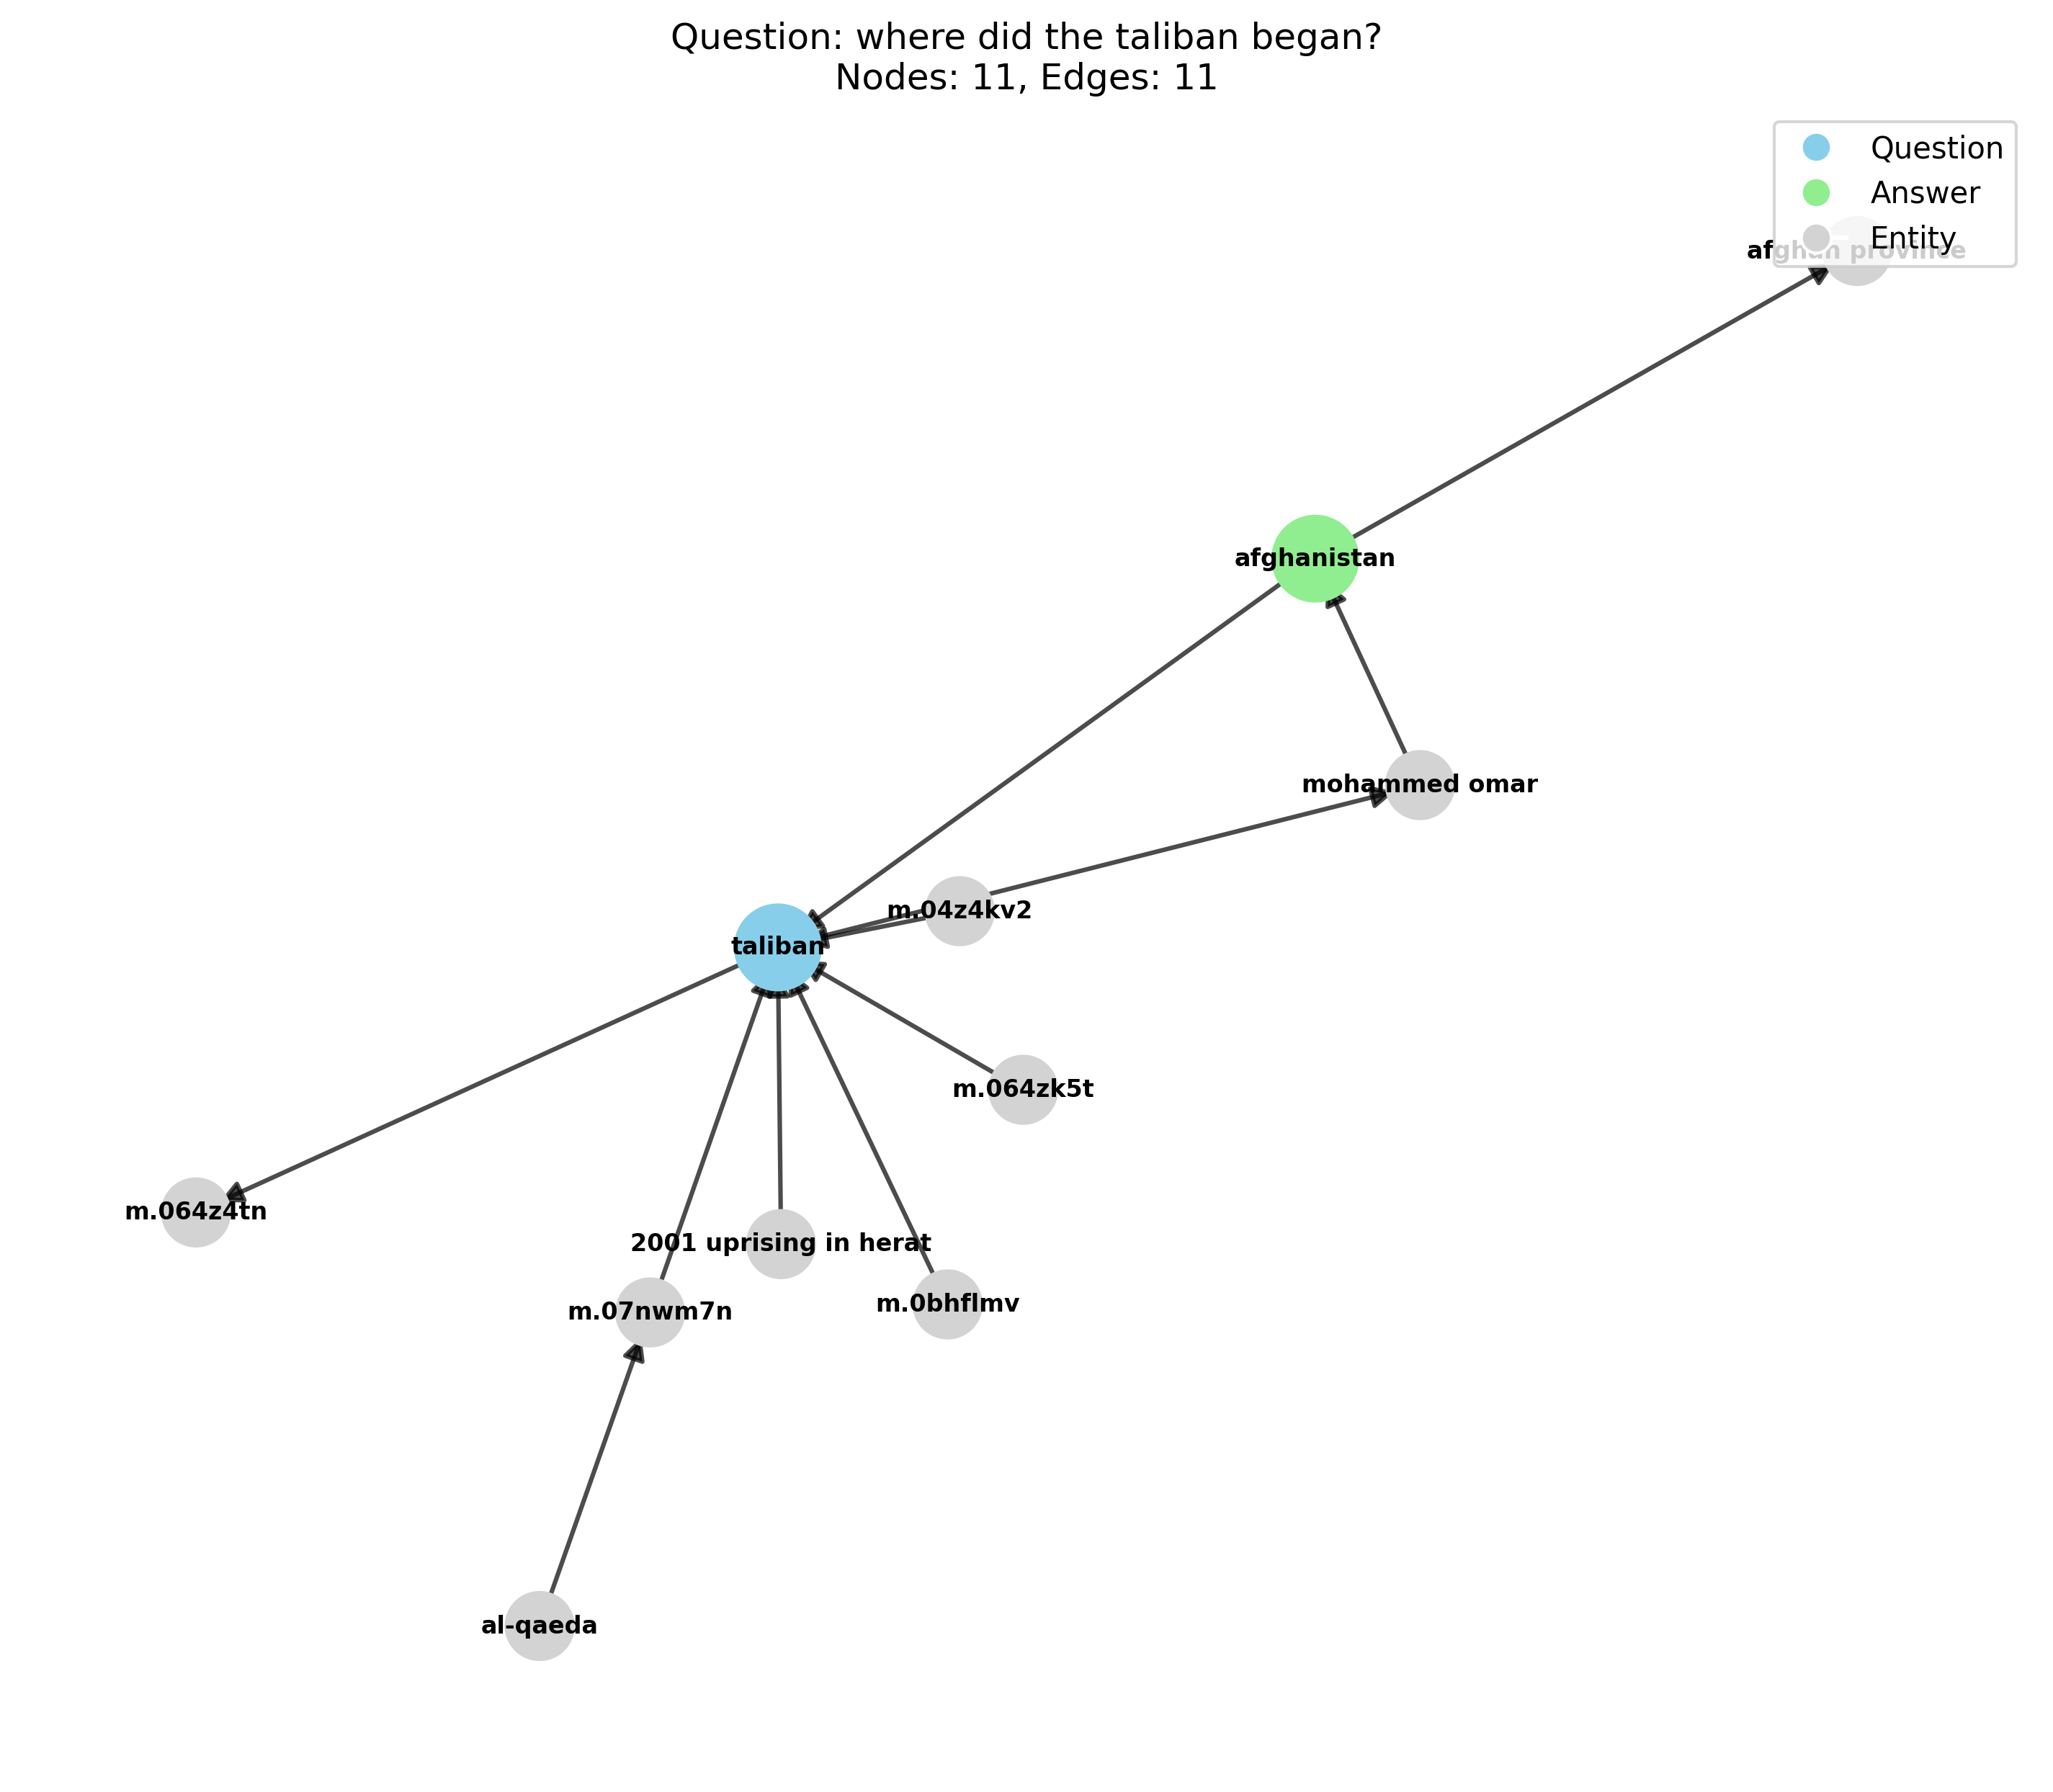 Question: where did the taliban began?
Nodes: 11, Edges: 11
Question
Answer
Entity
afghan province
afghanistan
mohammed omar
m.04z4kv2
taliban
m.064zk5t
m.064z4tn
2001 uprising in herat
m.0bhflmv
m.07nwm7n
al-qaeda